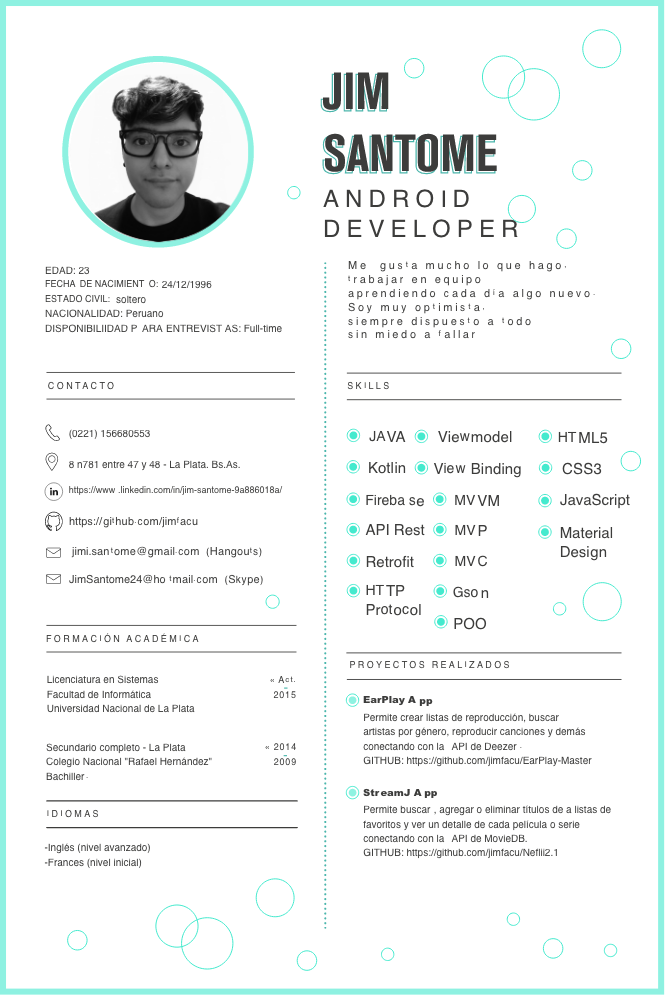 JIM
SANTOME
ANDROID
DEVELOPER
EDAD: 23
FECHA DE NACIMIENTO: 24/12/1996
ESTADO CIVIL: soltero
NACIONALIDAD: Peruano
DISPONIBILIIDAD PARA ENTREVISTAS: Full-time
Me gusta mucho lo que hago.
trabajar en equipo
aprendiendo cada día algo nuevo.
Soy muy optimista.
siempre dispuesto a todo
sin miedo a fallar
CONTACTO
(0221) 156680553
8 n781 entre 47 y 48 - La Plata. Bs.As.
in https://www.linkedin.com/in/jim-santome-9a886018a/
https://github.com/jimfacu
jimi.santome@gmail.com (Hangouts)
JimSantome24@hotmail.com (Skype)
FORMACIÓN ACADÉMICA
Licenciatura en Sistemas « Act.
Facultad de Informática - 2015
Universidad Nacional de La Plata
Secundario completo - La Plata « 2014
Colegio Nacional "Rafael Hernández" - 2009
Bachiller.
IDIOMAS
-Inglés (nivel avanzado)
-Frances (nivel inicial)
SKILLS
JAVA
Kotlin
Firebase
API Rest
Retrofit
HTTP
Protocol
Viewmodel
View Binding
MVVM
MVP
MVC
Gson
POO
HTML5
CSS3
JavaScript
Material
Design
PROYECTOS REALIZADOS
EarPlay App
Permite crear listas de reproducción, buscar
artistas por género, reproducir canciones y demás
conectando con la API de Deezer.
GITHUB: https://github.com/jimfacu/EarPlay-Master
StreamJ App
Permite buscar, agregar o eliminar títulos de a listas de
favoritos y ver un detalle de cada película o serie
conectando con la API de MovieDB.
GITHUB: https://github.com/jimfacu/Neflii2.1